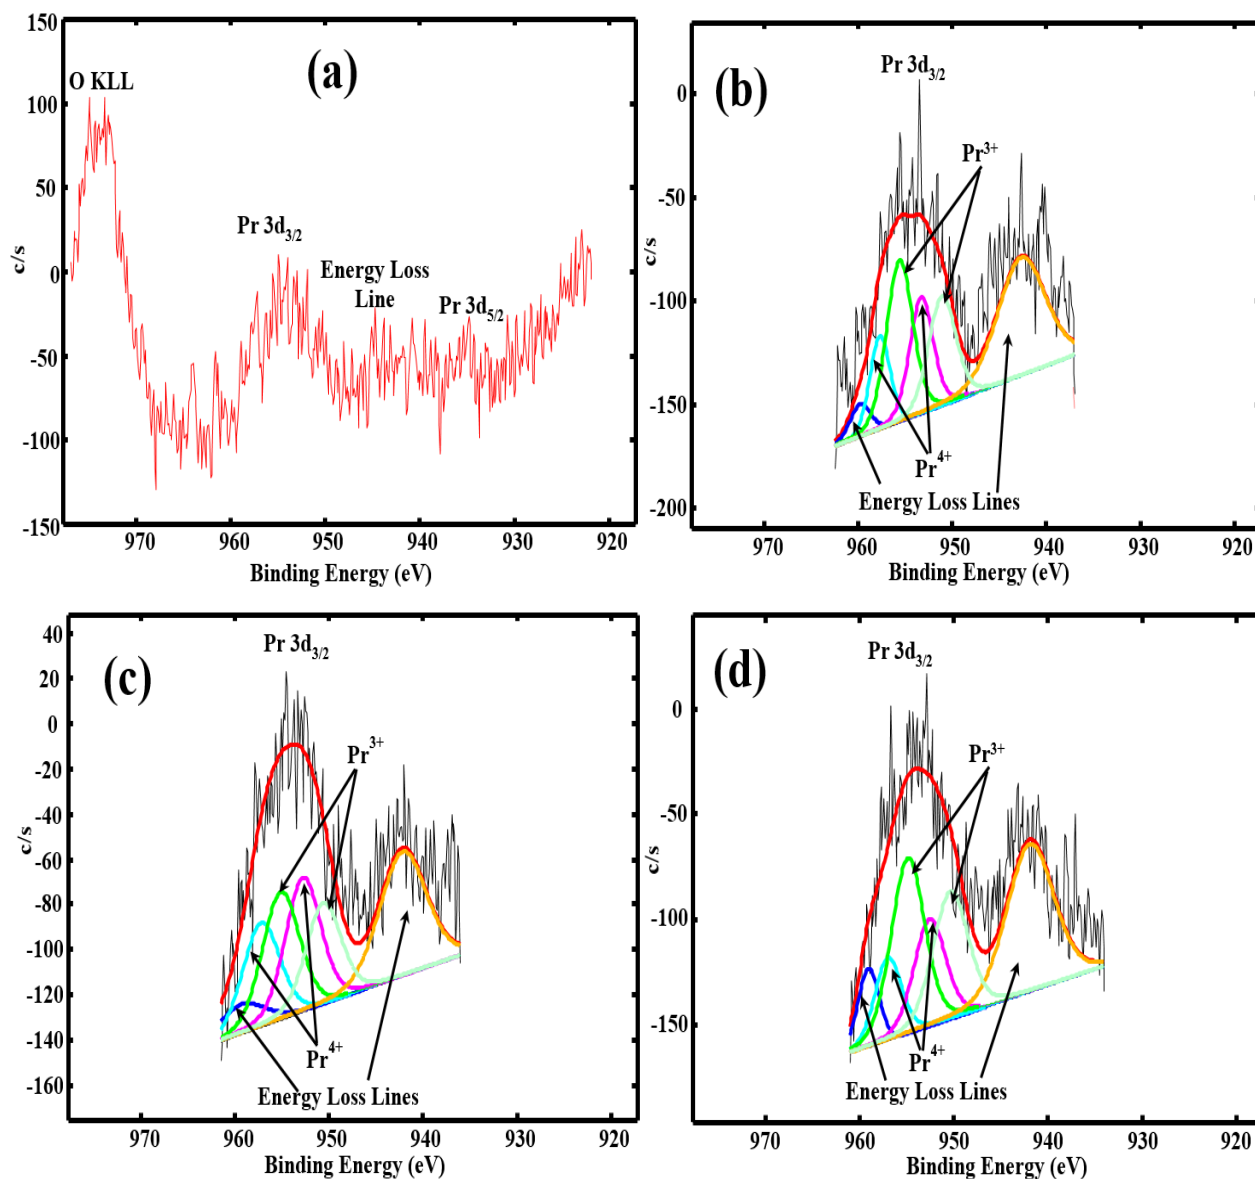 (a)
O KLL
Pr 3d3/2
Energy Loss
Line
Pr 3d5/2
c/s
150
100
50
0
-50
-100
-150
970 960 950 940 930 920
Binding Energy (eV)
(b)
Pr 3d3/2
Pr3+
Pr4+
Energy Loss Lines
c/s
0
-50
-100
-150
-200
970 960 950 940 930 920
Binding Energy (eV)
(c)
Pr 3d3/2
Pr3+
Pr4+
Energy Loss Lines
c/s
40
20
0
-20
-40
-60
-80
-100
-120
-140
-160
970 960 950 940 930 920
Binding Energy (eV)
(d)
Pr 3d3/2
Pr3+
Pr4+
Energy Loss Lines
c/s
0
-50
-100
-150
970 960 950 940 930 920
Binding Energy (eV)